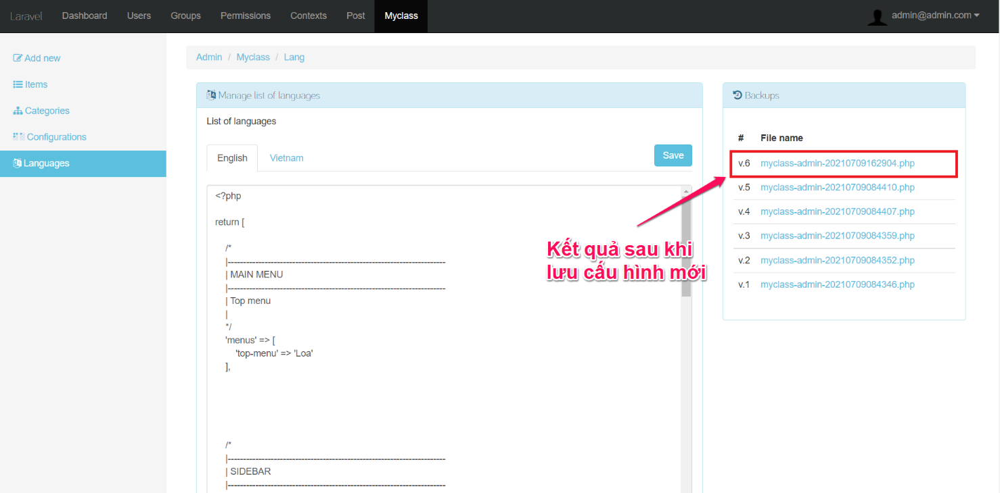 Laravel Dashboard Users Groups Permissions Contexts Post Myclass admin@admin.com
Add new
Items
Categories
Configurations
Languages
Admin / Myclass / Lang
Manage list of languages
List of languages
English Vietnam Save
<?php
return [
/*
|-----------------------------------------------------------------------
| MAIN MENU
|-----------------------------------------------------------------------
| Top menu
|
*/
'menus' => [
'top-menu' => 'Loa'
],
/*
|-----------------------------------------------------------------------
| SIDEBAR
|-----------------------------------------------------------------------
Kết quả sau khi
lưu cấu hình mới
Backups
# File name
v.6 myclass-admin-20210709162904.php
v.5 myclass-admin-20210709084410.php
v.4 myclass-admin-20210709084407.php
v.3 myclass-admin-20210709084359.php
v.2 myclass-admin-20210709084352.php
v.1 myclass-admin-20210709084346.php